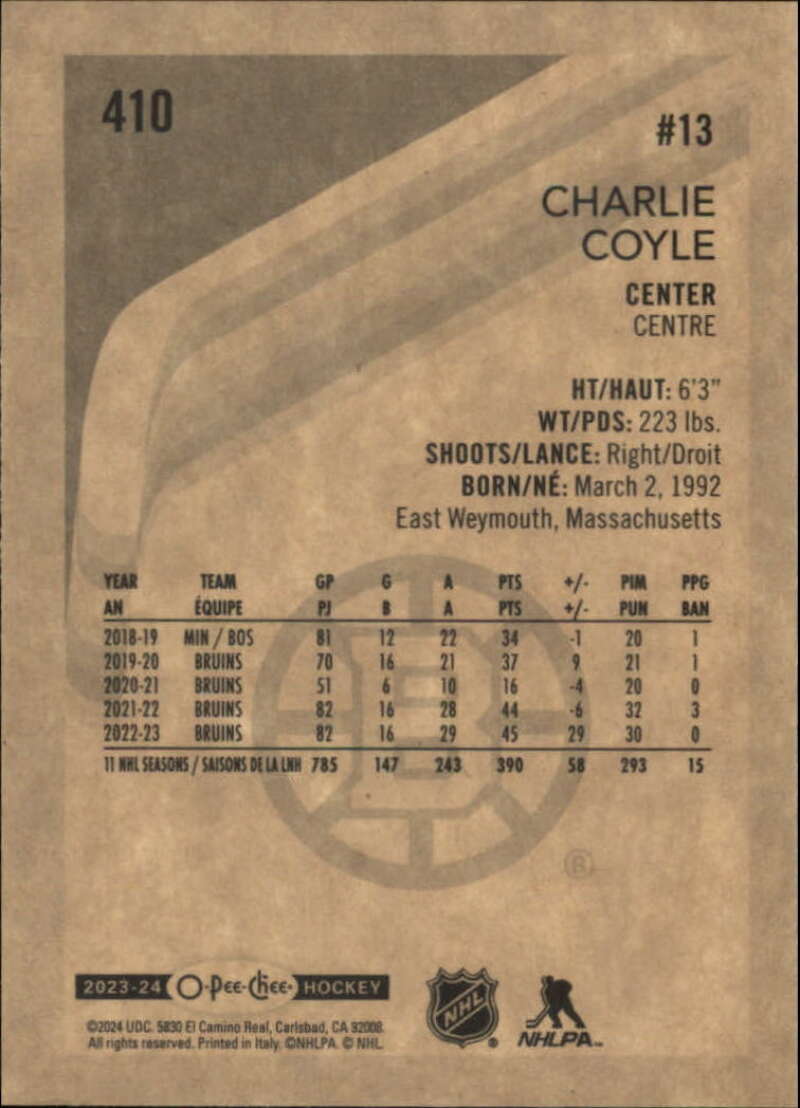 410
#13
CHARLIE
COYLE
CENTER
CENTRE
HT/HAUT: 6'3"
WT/PDS: 223 lbs.
SHOOTS/LANCE: Right/Droit
BORN/NÉ: March 2, 1992
East Weymouth, Massachusetts
YEAR TEAM GP G A PTS +/- PIM PPG
AN ÉQUIPE PJ B A PTS +/- PUN BAN
2018-19 MIN / BOS 81 12 22 34 -1 20 1
2019-20 BRUINS 70 16 21 37 9 21 1
2020-21 BRUINS 51 6 10 16 -4 20 0
2021-22 BRUINS 82 16 28 44 -6 32 3
2022-23 BRUINS 82 16 29 45 29 30 0
11 NHL SEASONS / SAISONS DE LA LNH 785 147 243 390 58 293 15
B
®
2023-24 O-Pee-Chee HOCKEY
©2024 UDC. 5830 El Camino Real, Carlsbad, CA 92008.
All rights reserved. Printed in Italy. ©NHLPA. © NHL.
NHL ®
NHLPA™